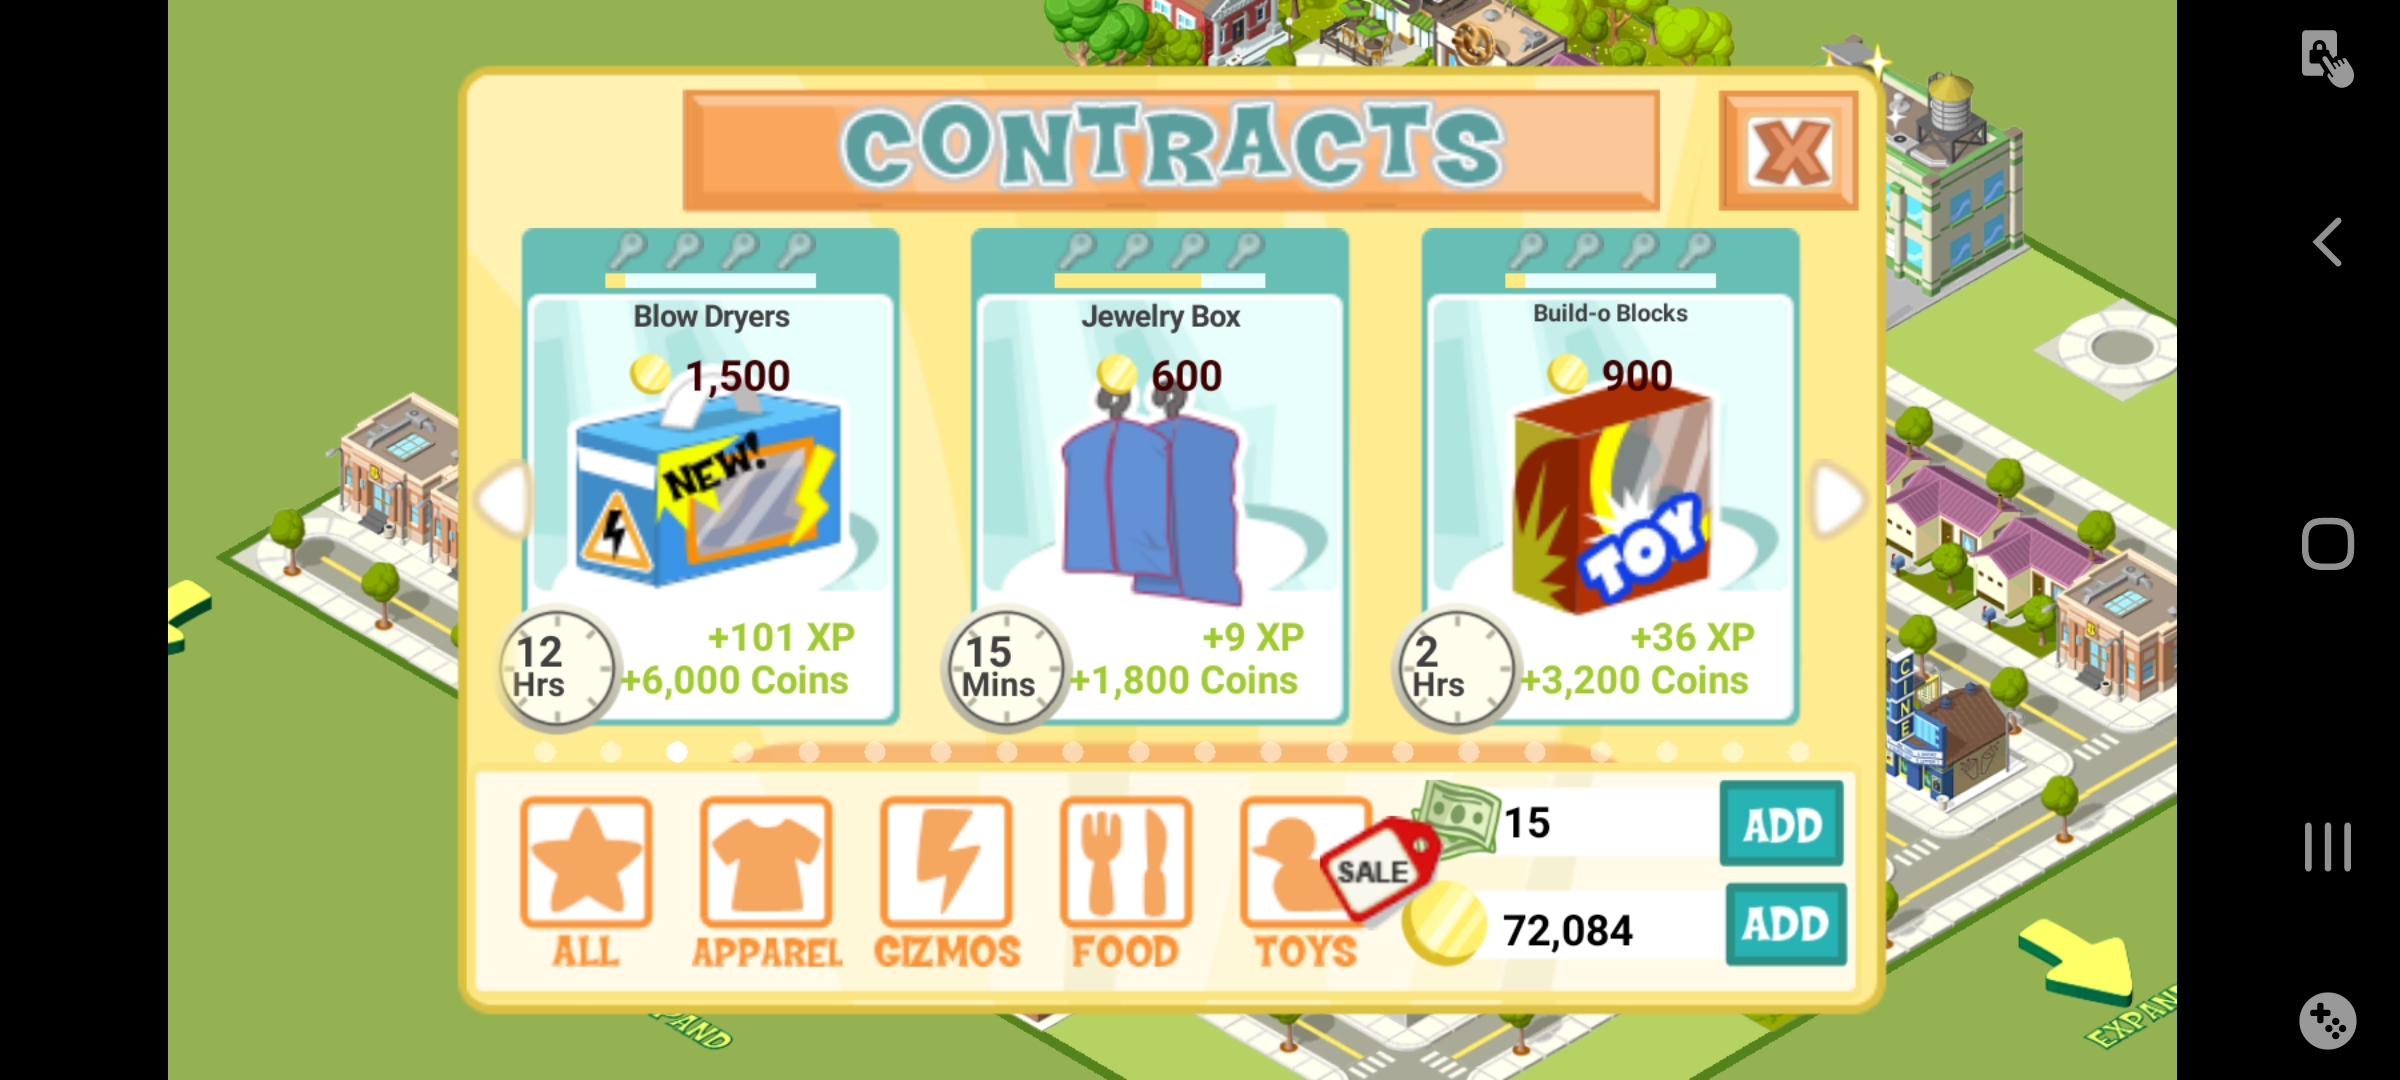 CONTRACTS
X
Blow Dryers
1,500
NEW!
12
Hrs
+101 XP
+6,000 Coins
Jewelry Box
600
15
Mins
+9 XP
+1,800 Coins
Build-o Blocks
900
TOY
2
Hrs
+36 XP
+3,200 Coins
ALL
APPAREL
GIZMOS
FOOD
TOYS
SALE
15
ADD
72,084
ADD
CINE
PAND
EXPAN